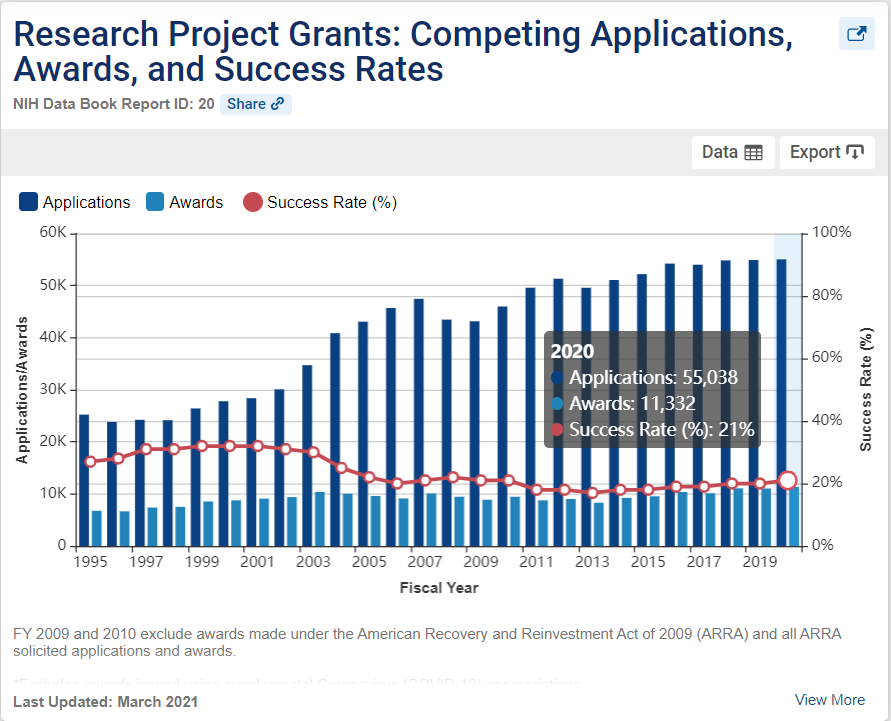 Research Project Grants: Competing Applications,
Awards, and Success Rates
NIH Data Book Report ID: 20 Share
Data Export
Applications Awards Success Rate (%)
60K 100%
50K 80%
40K 60%
30K 40%
20K 20%
10K 0%
0
Applications/Awards
Success Rate (%)
2020
Applications: 55,038
Awards: 11,332
Success Rate (%): 21%
1995 1997 1999 2001 2003 2005 2007 2009 2011 2013 2015 2017 2019
Fiscal Year
FY 2009 and 2010 exclude awards made under the American Recovery and Reinvestment Act of 2009 (ARRA) and all ARRA
solicited applications and awards.
Last Updated: March 2021 View More